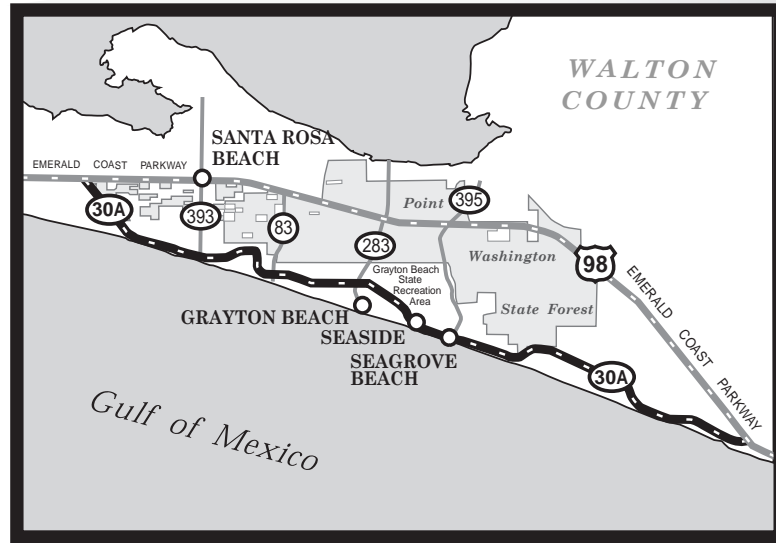 WALTON
COUNTY
SANTA ROSA
BEACH
EMERALD COAST PARKWAY
30A
393
83
283
Point
395
Washington
98
State Forest
Grayton Beach
State
Recreation
Area
GRAYTON BEACH
SEASIDE
SEAGROVE
BEACH
30A
EMERALD COAST PARKWAY
Gulf of Mexico